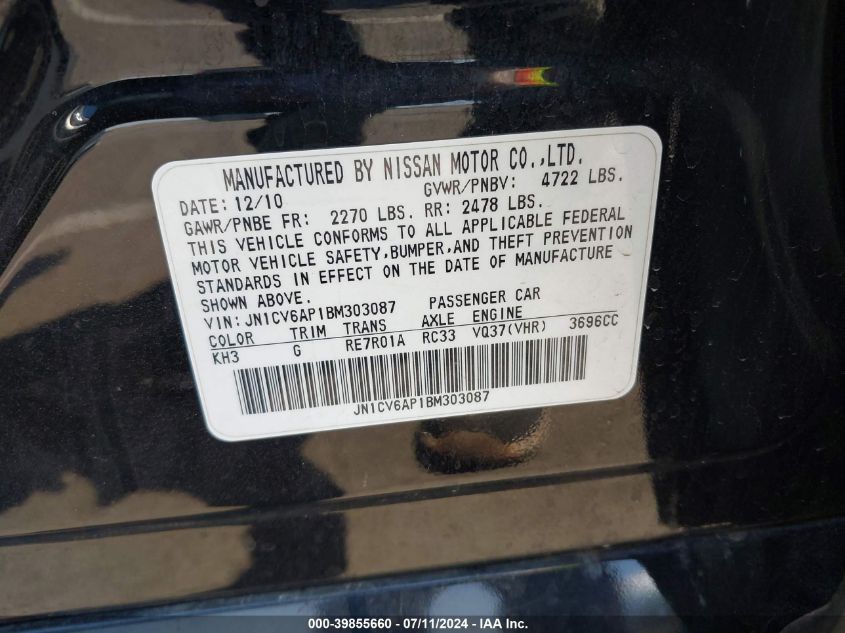 MANUFACTURED BY NISSAN MOTOR CO.,LTD.
DATE: 12/10 GVWR/PNBV: 4722 LBS.
GAWR/PNBE FR: 2270 LBS. RR: 2478 LBS.
THIS VEHICLE CONFORMS TO ALL APPLICABLE FEDERAL
MOTOR VEHICLE SAFETY,BUMPER,AND THEFT PREVENTION
STANDARDS IN EFFECT ON THE DATE OF MANUFACTURE
SHOWN ABOVE.
VIN:JN1CV6AP1BM303087 PASSENGER CAR
COLOR TRIM TRANS AXLE ENGINE
KH3 G RE7R01A RC33 VQ37(VHR) 3696CC
JN1CV6AP1BM303087
000-39855660 - 07/11/2024 - IAAI.COM